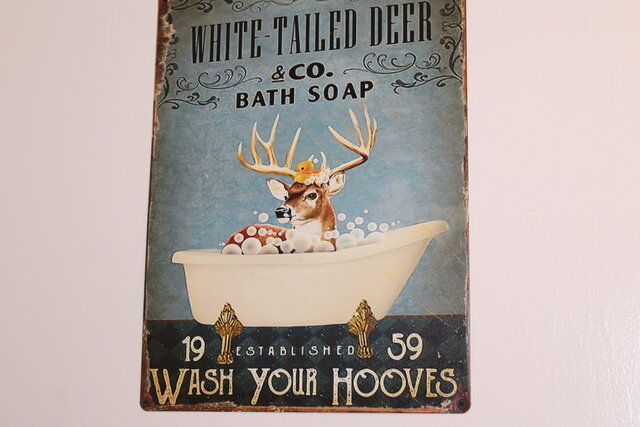 WHITE-TAILED DEER
& CO.
BATH SOAP
19 ESTABLISHED 59
WASH YOUR HOOVES